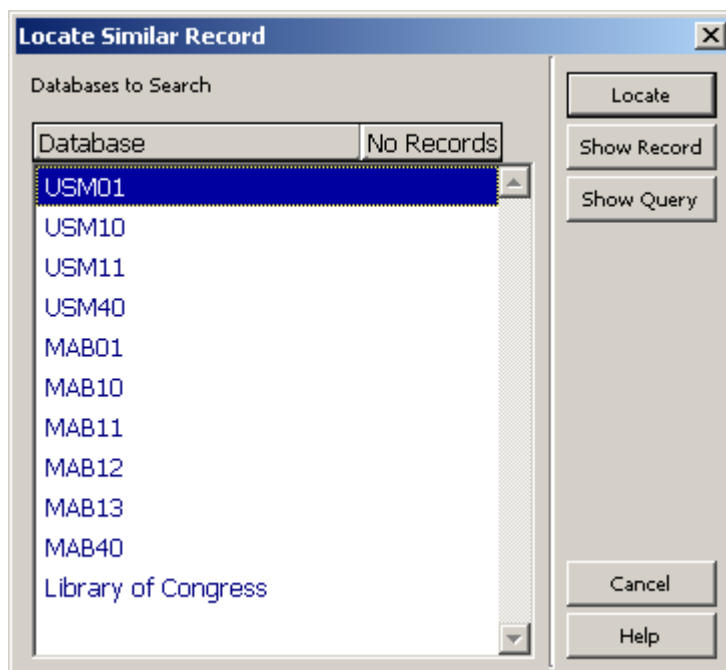 Locate Similar Record
Databases to Search
Database No Records
USM01
USM10
USM11
USM40
MAB01
MAB10
MAB11
MAB12
MAB13
MAB40
Library of Congress
Locate
Show Record
Show Query
Cancel
Help